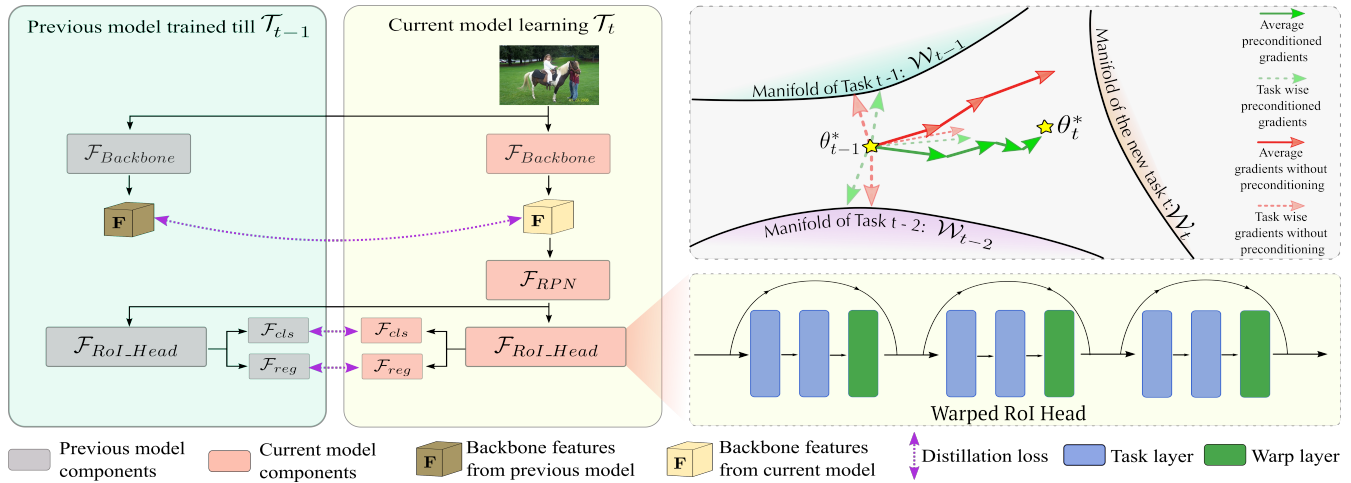 Previous model trained till 𝒯_{t−1}
Current model learning 𝒯_t
ℱ_{Backbone}
ℱ_{Backbone}
F
F
ℱ_{RPN}
ℱ_{RoI_Head}
ℱ_{cls}
ℱ_{reg}
ℱ_{cls}
ℱ_{reg}
ℱ_{RoI_Head}
Manifold of Task t -1: 𝒲_{t−1}
θ*_{t−1}
θ*_t
Manifold of Task t - 2: 𝒲_{t−2}
Manifold of the new task t: 𝒲_t
Average
preconditioned
gradients
Task wise
preconditioned
gradients
Average
gradients without
preconditioning
Task wise
gradients without
preconditioning
Warped RoI Head
Previous model
components
Current model
components
F
Backbone features
from previous model
F
Backbone features
from current model
Distillation loss
Task layer
Warp layer